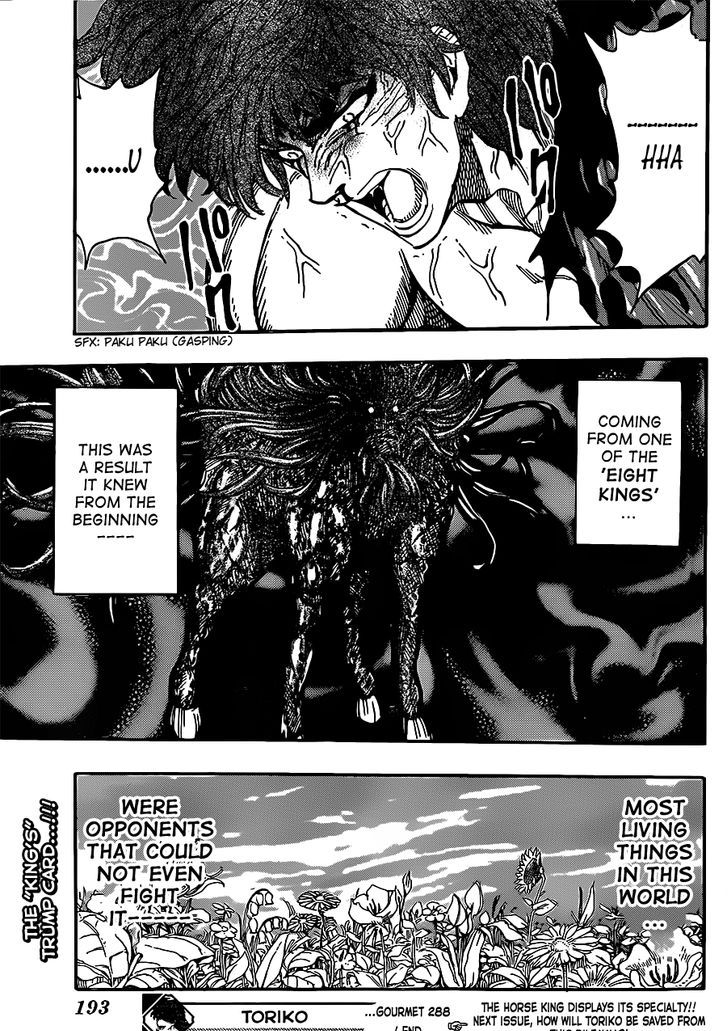 ----------
HHA
......U
パク
パク
SFX: PAKU PAKU (GASPING)
COMING
FROM ONE
OF THE
'EIGHT
KINGS'
...
THIS WAS
A RESULT
IT KNEW
FROM THE
BEGINNING
----
MOST
LIVING
THINGS
IN THIS
WORLD
...
WERE
OPPONENTS
THAT COULD
NOT EVEN
FIGHT
IT-----
THE "KING'S"
TRUMP CARD...!!!
193
TORIKO
...GOURMET 288
/ END
THE HORSE KING DISPLAYS ITS SPECIALTY!!
NEXT ISSUE, HOW WILL TORIKO BE SAVED FROM